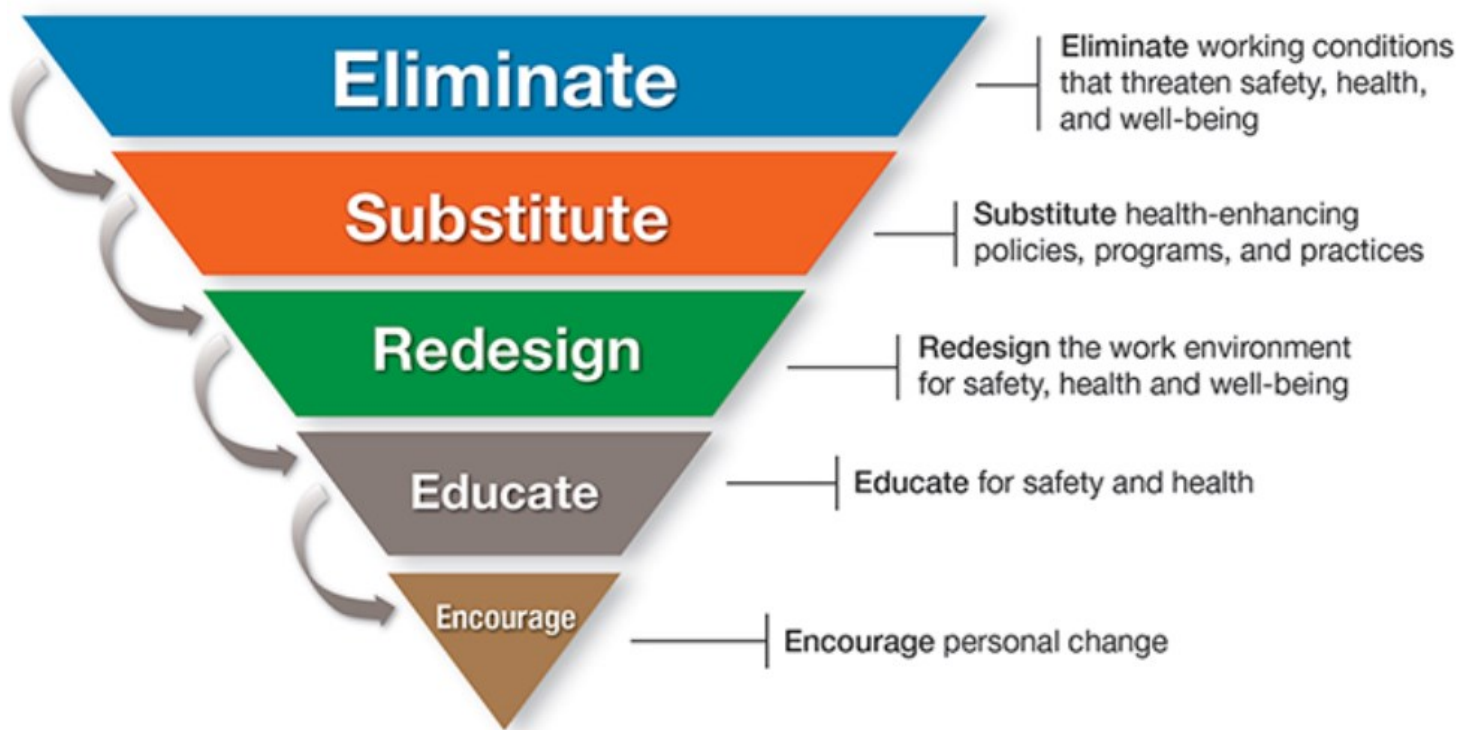 Eliminate
Eliminate working conditions
that threaten safety, health,
and well-being
Substitute
Substitute health-enhancing
policies, programs, and practices
Redesign
Redesign the work environment
for safety, health and well-being
Educate
Educate for safety and health
Encourage
Encourage personal change